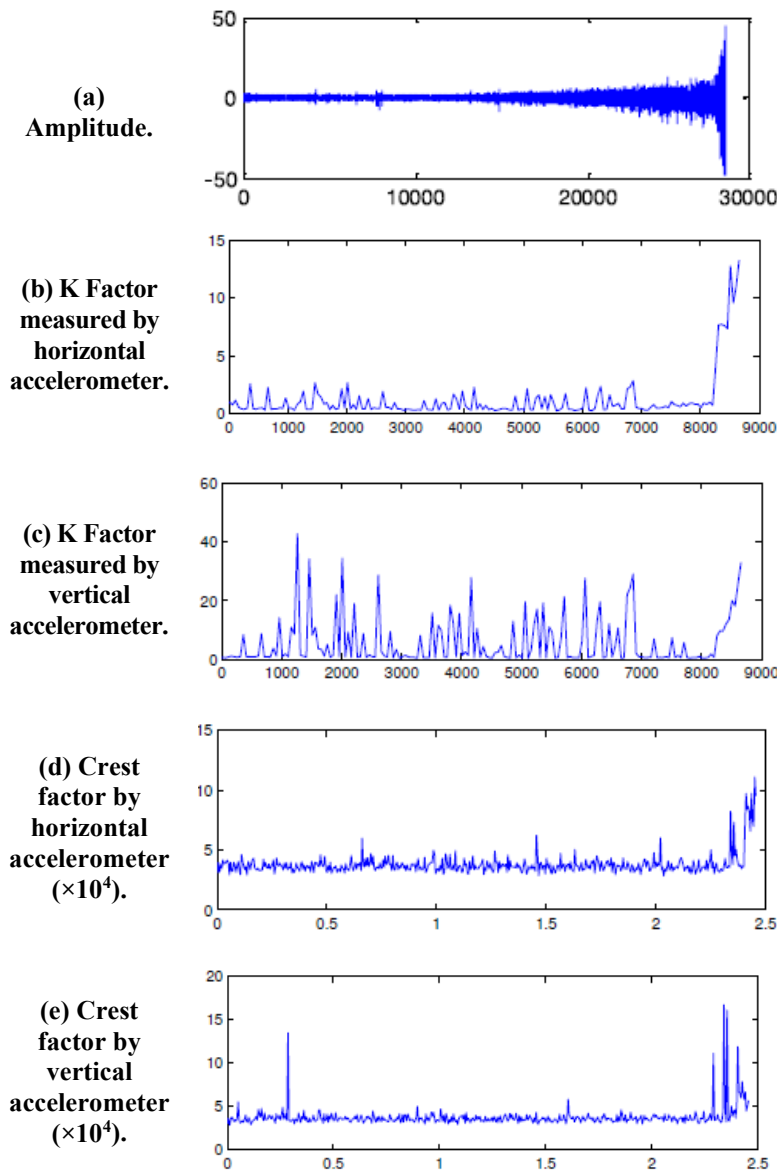 (a)
Amplitude.
50
0
−50
0 10000 20000 30000
(b) K Factor
measured by
horizontal
accelerometer.
15
10
5
0
0 1000 2000 3000 4000 5000 6000 7000 8000 9000
(c) K Factor
measured by
vertical
accelerometer.
60
40
20
0
0 1000 2000 3000 4000 5000 6000 7000 8000 9000
(d) Crest
factor by
horizontal
accelerometer
(×10⁴).
15
10
5
0
0 0.5 1 1.5 2 2.5
(e) Crest
factor by
vertical
accelerometer
(×10⁴).
20
15
10
5
0
0 0.5 1 1.5 2 2.5